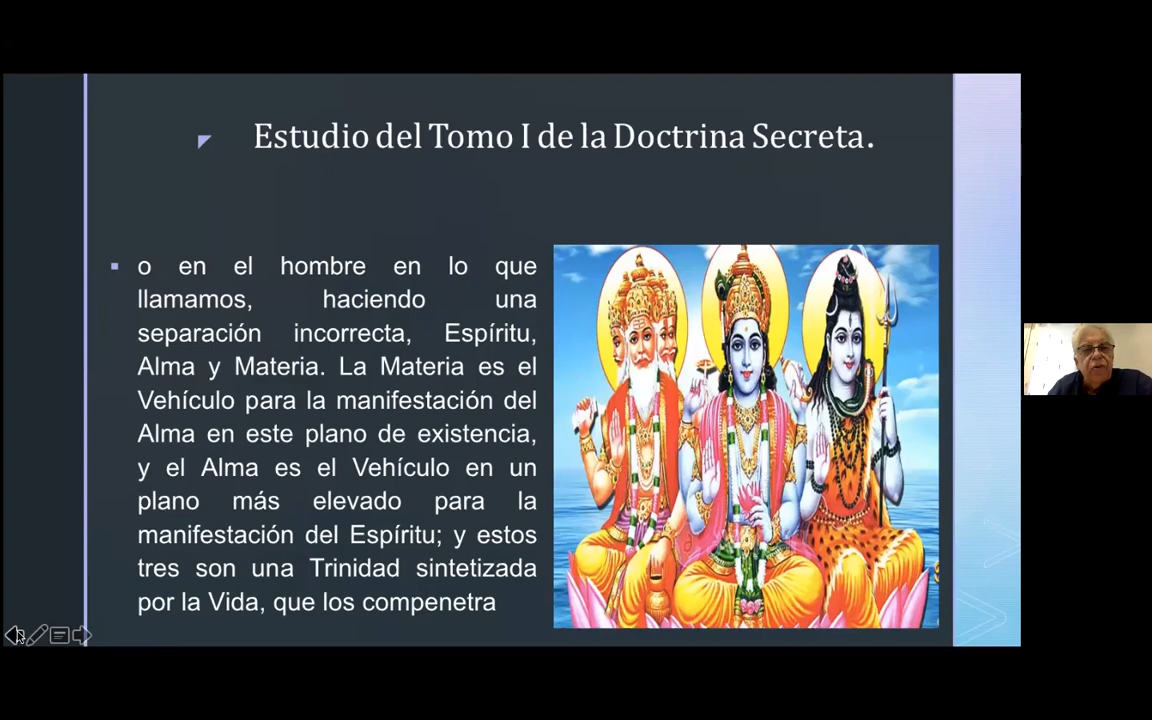 Estudio del Tomo I de la Doctrina Secreta.
o en el hombre en lo que
llamamos, haciendo una
separación incorrecta, Espíritu,
Alma y Materia. La Materia es el
Vehículo para la manifestación del
Alma en este plano de existencia,
y el Alma es el Vehículo en un
plano más elevado para la
manifestación del Espíritu; y estos
tres son una Trinidad sintetizada
por la Vida, que los compenetra